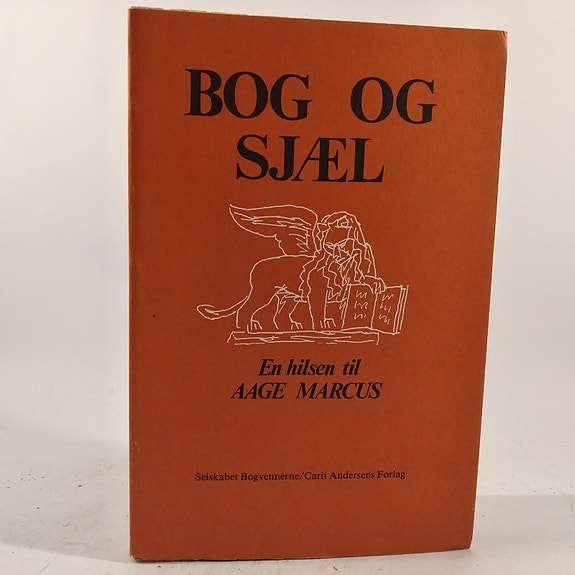 BOG OG
SJÆL
En hilsen til
AAGE MARCUS
Selskabet Bogvennerne/Carit Andersens Forlag